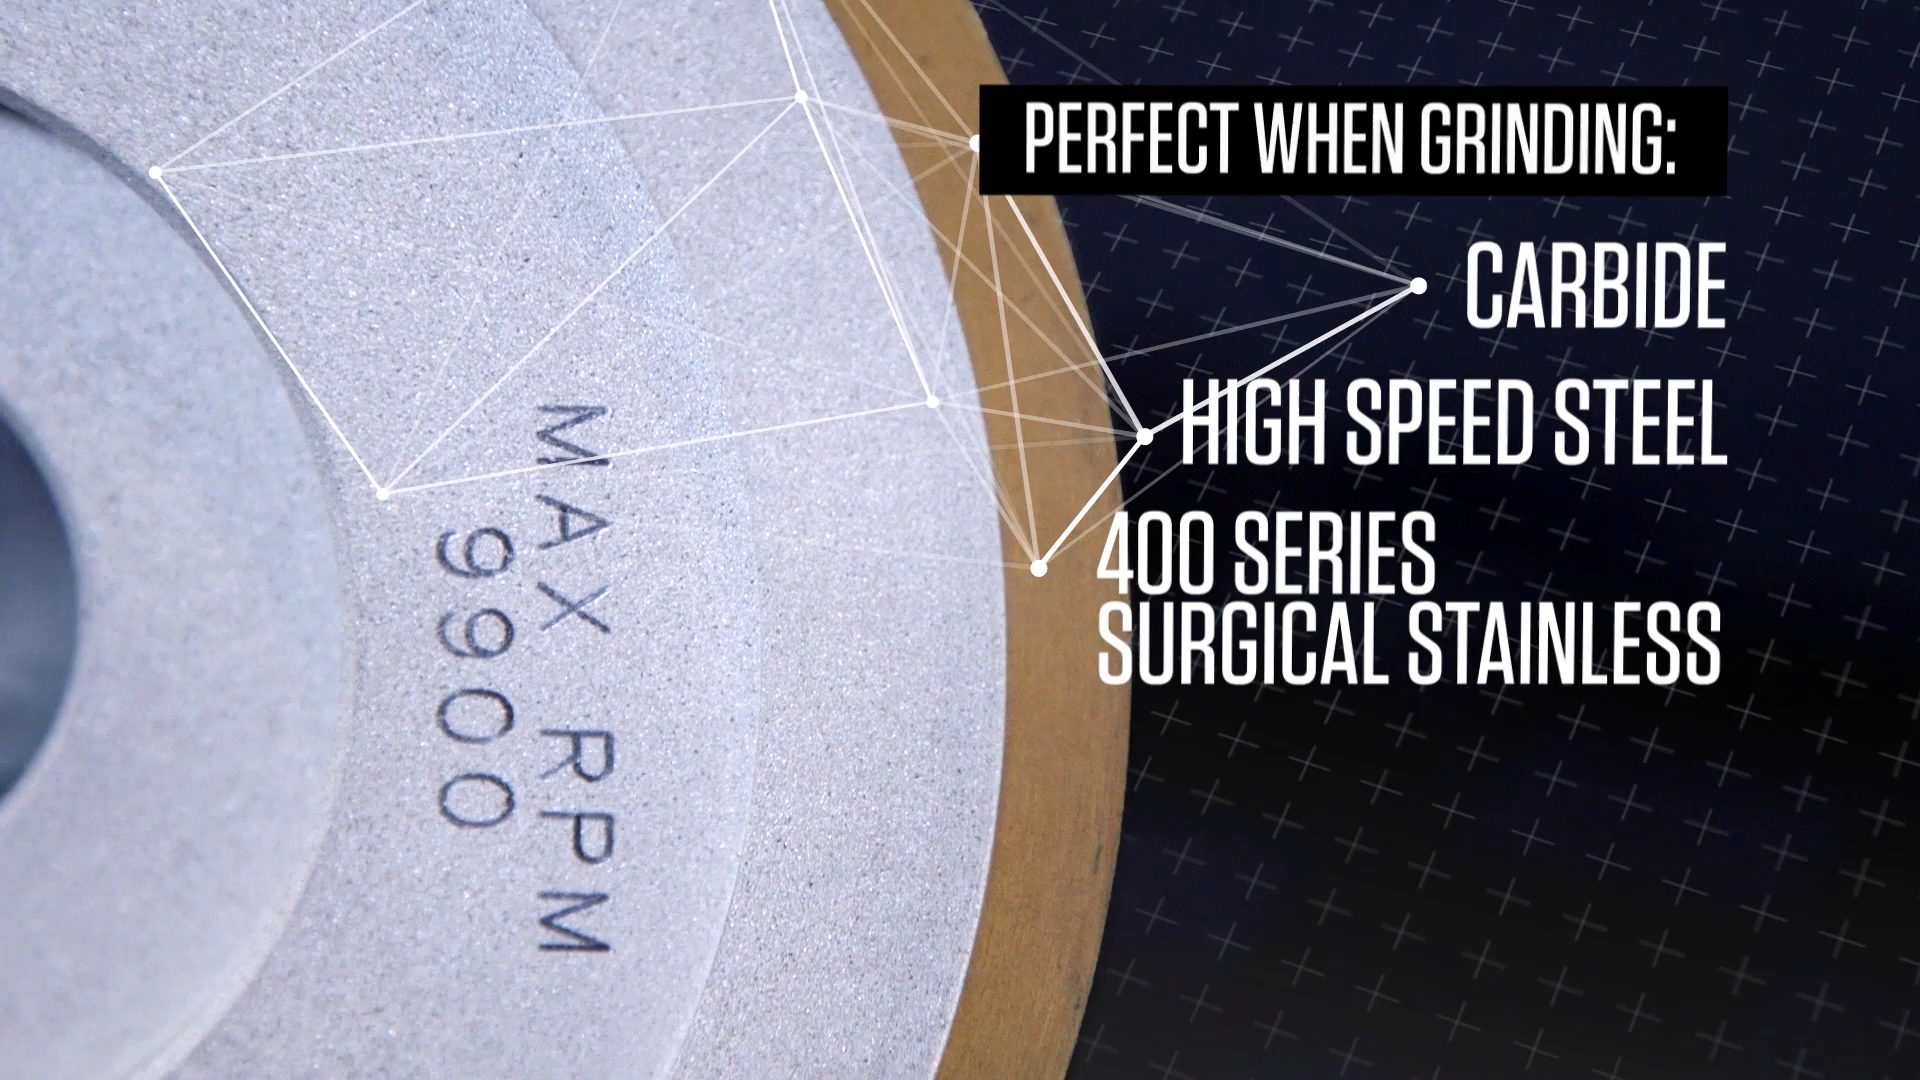 PERFECT WHEN GRINDING:
CARBIDE
HIGH SPEED STEEL
400 SERIES
SURGICAL STAINLESS
MAX RPM
9900